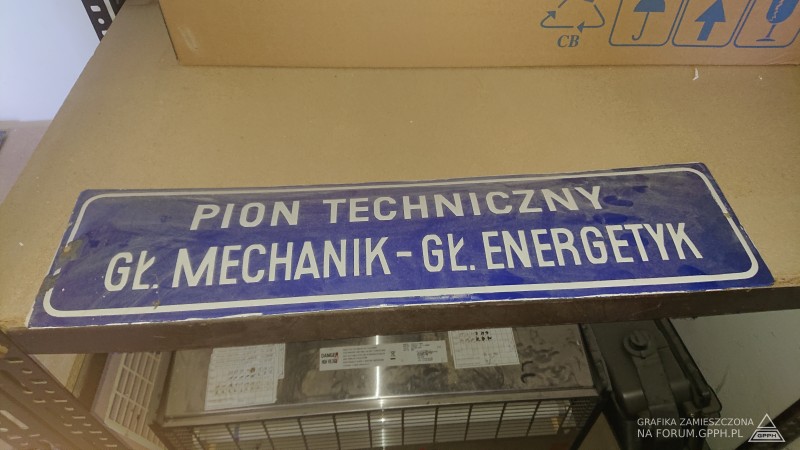 CB
PION TECHNICZNY
GŁ. MECHANIK - GŁ. ENERGETYK
GRAFIKA ZAMIESZCZONA
NA FORUM.GPPH.PL
GPPH